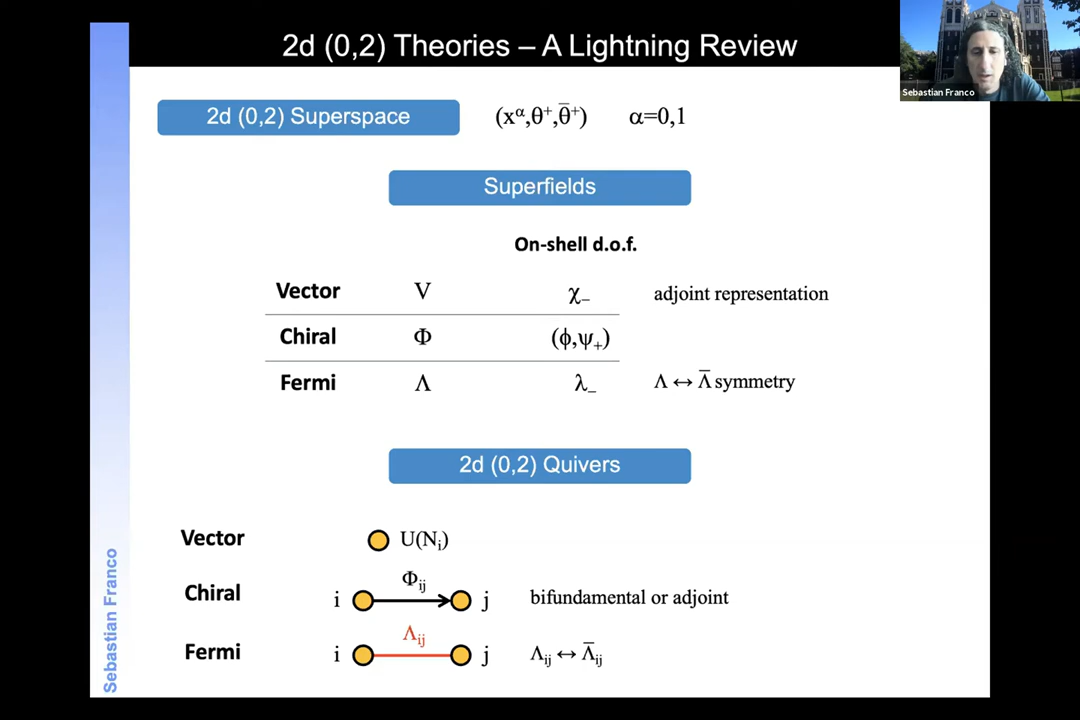 2d (0,2) Theories – A Lightning Review
Sebastian Franco
2d (0,2) Superspace (xᵅ,θ⁺,θ̅⁺) α=0,1
Superfields
On-shell d.o.f.
Vector V χ₋ adjoint representation
Chiral Φ (ϕ,ψ₊)
Fermi Λ λ₋ Λ ↔ Λ̅ symmetry
2d (0,2) Quivers
Vector U(Nᵢ)
Chiral i Φᵢⱼ j bifundamental or adjoint
Fermi i Λᵢⱼ j Λᵢⱼ ↔ Λ̅ᵢⱼ
Sebastian Franco